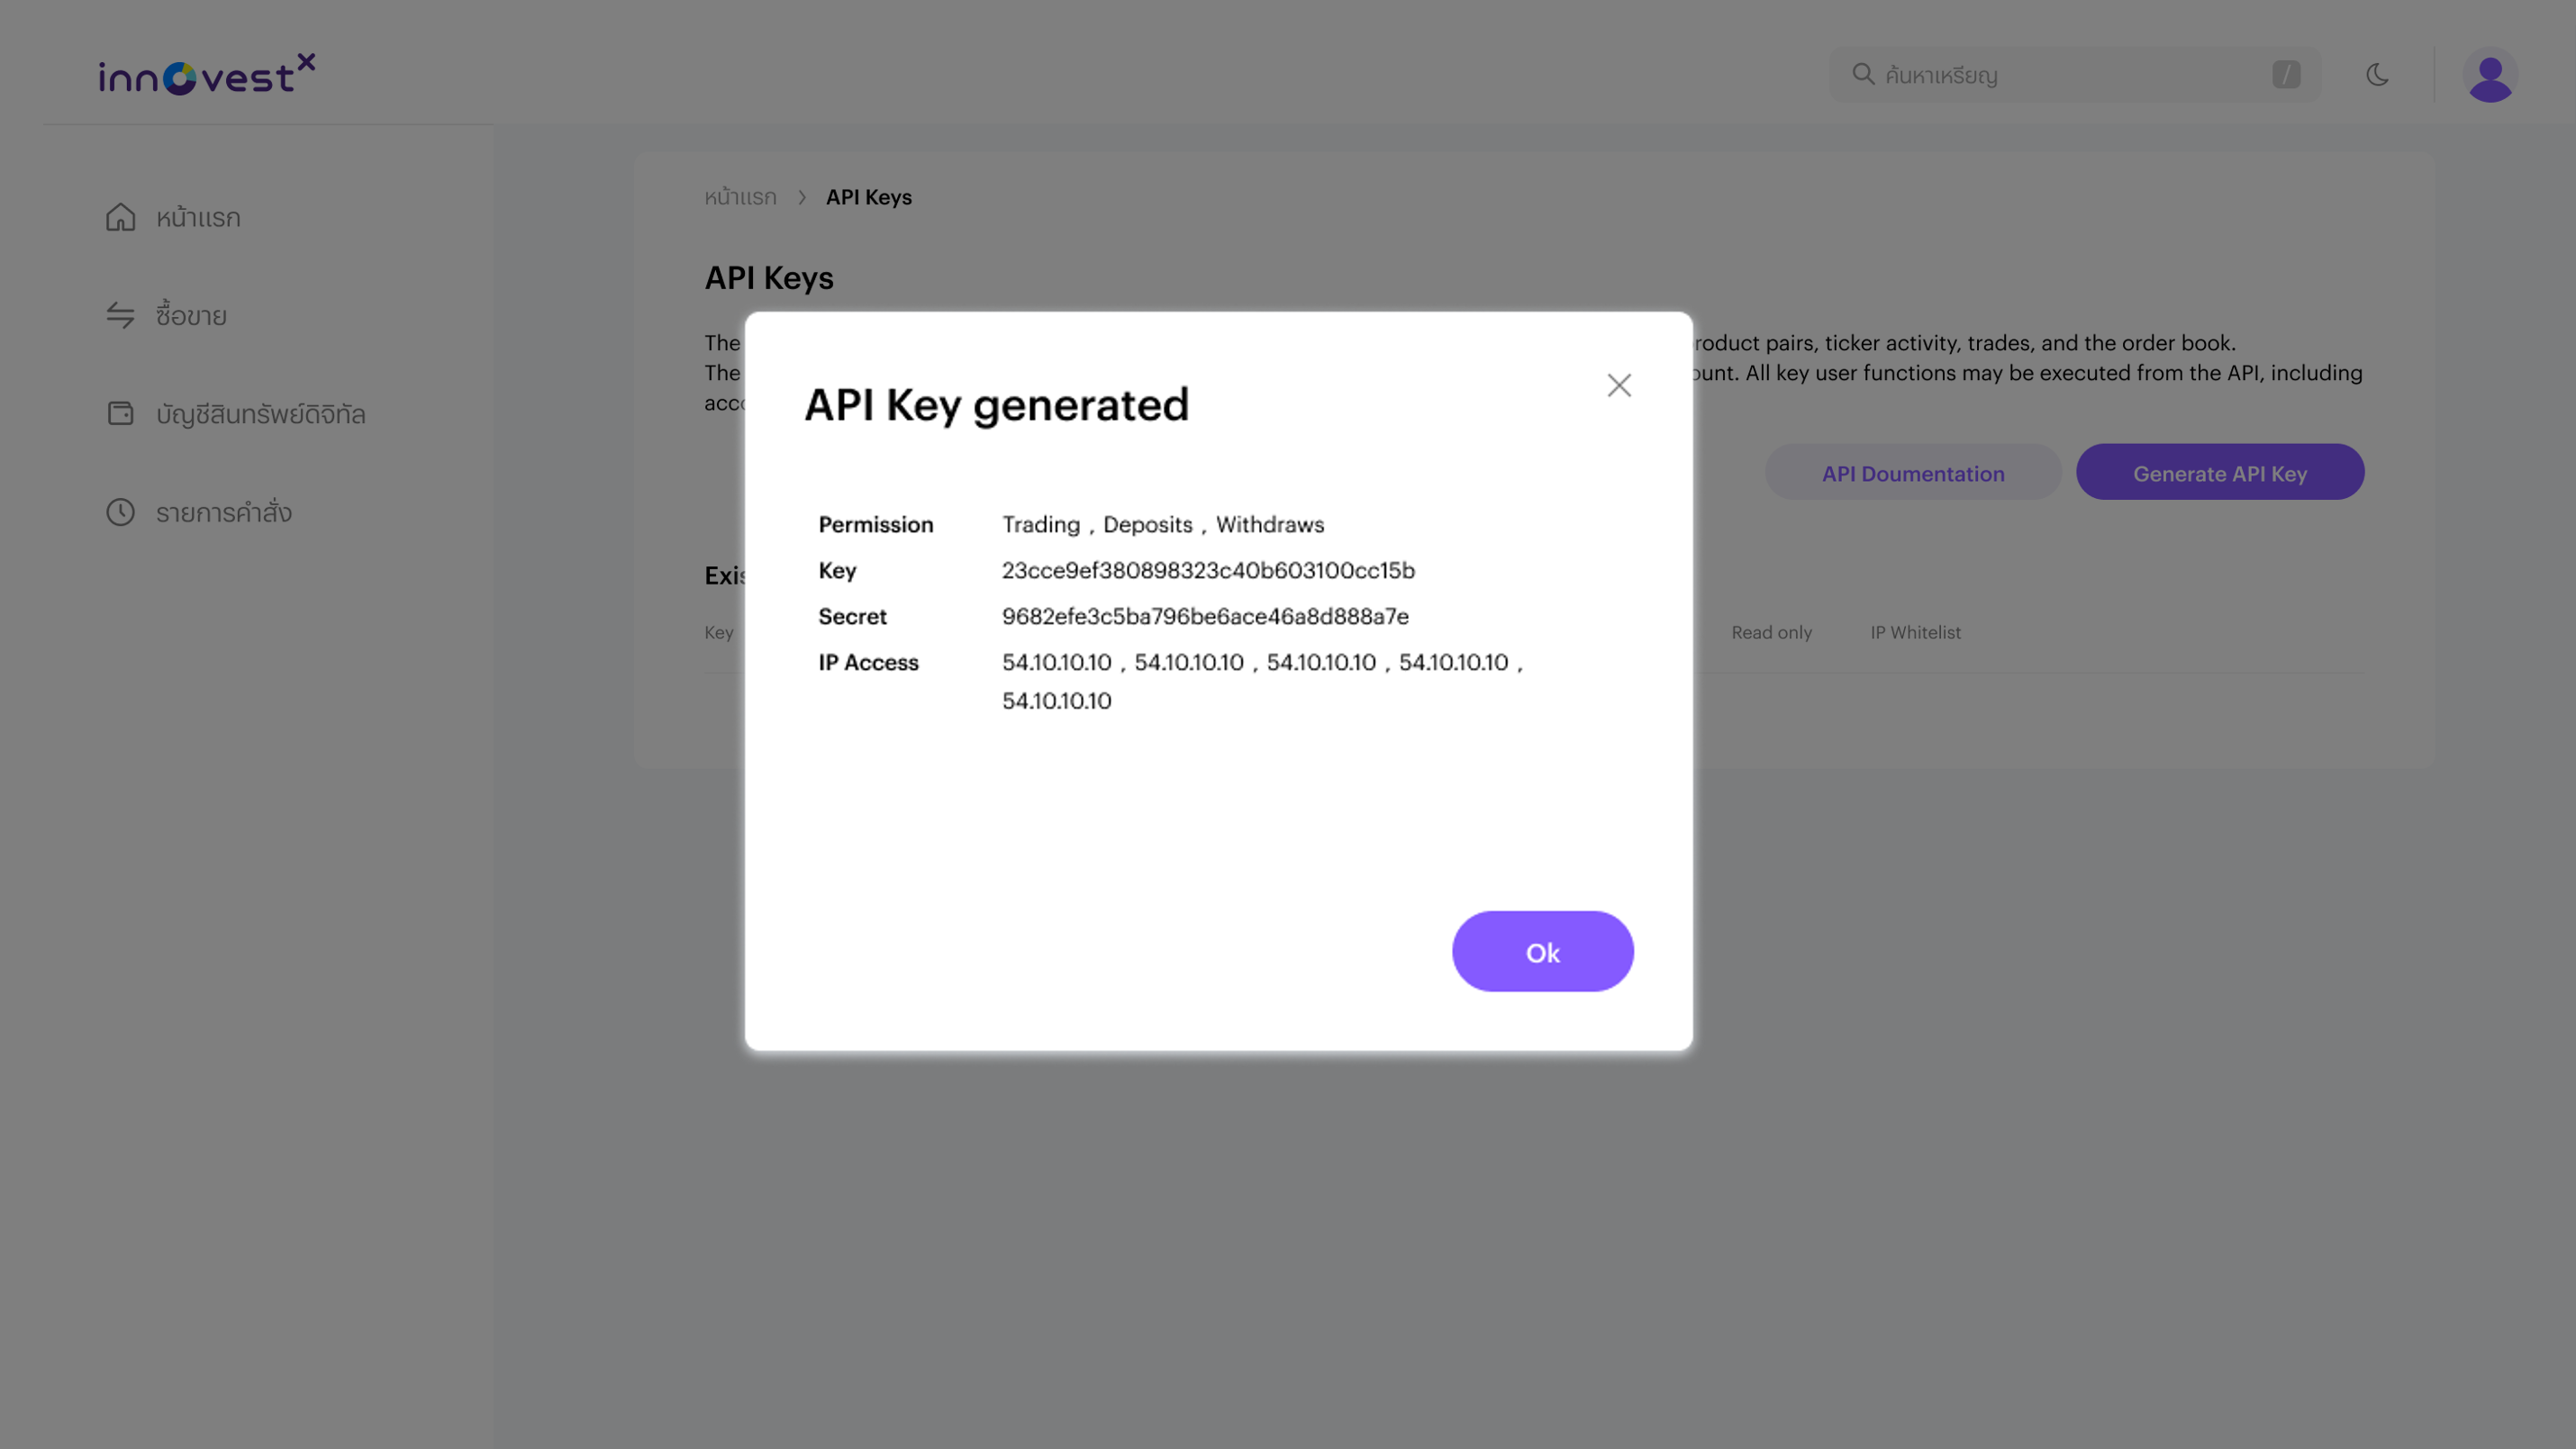 innovestx
ค้นหาเหรียญ
/
หน้าแรก
ซื้อขาย
บัญชีสินทรัพย์ดิจิทัล
รายการคำสั่ง
หน้าแรก > API Keys
API Keys
The roduct pairs, ticker activity, trades, and the order book.
The ount. All key user functions may be executed from the API, including
acco
API Doumentation
Generate API Key
Exis
Key Read only IP Whitelist
API Key generated
Permission Trading , Deposits , Withdraws
Key 23cce9ef380898323c40b603100cc15b
Secret 9682efe3c5ba796be6ace46a8d888a7e
IP Access 54.10.10.10 , 54.10.10.10 , 54.10.10.10 , 54.10.10.10 ,
54.10.10.10
Ok